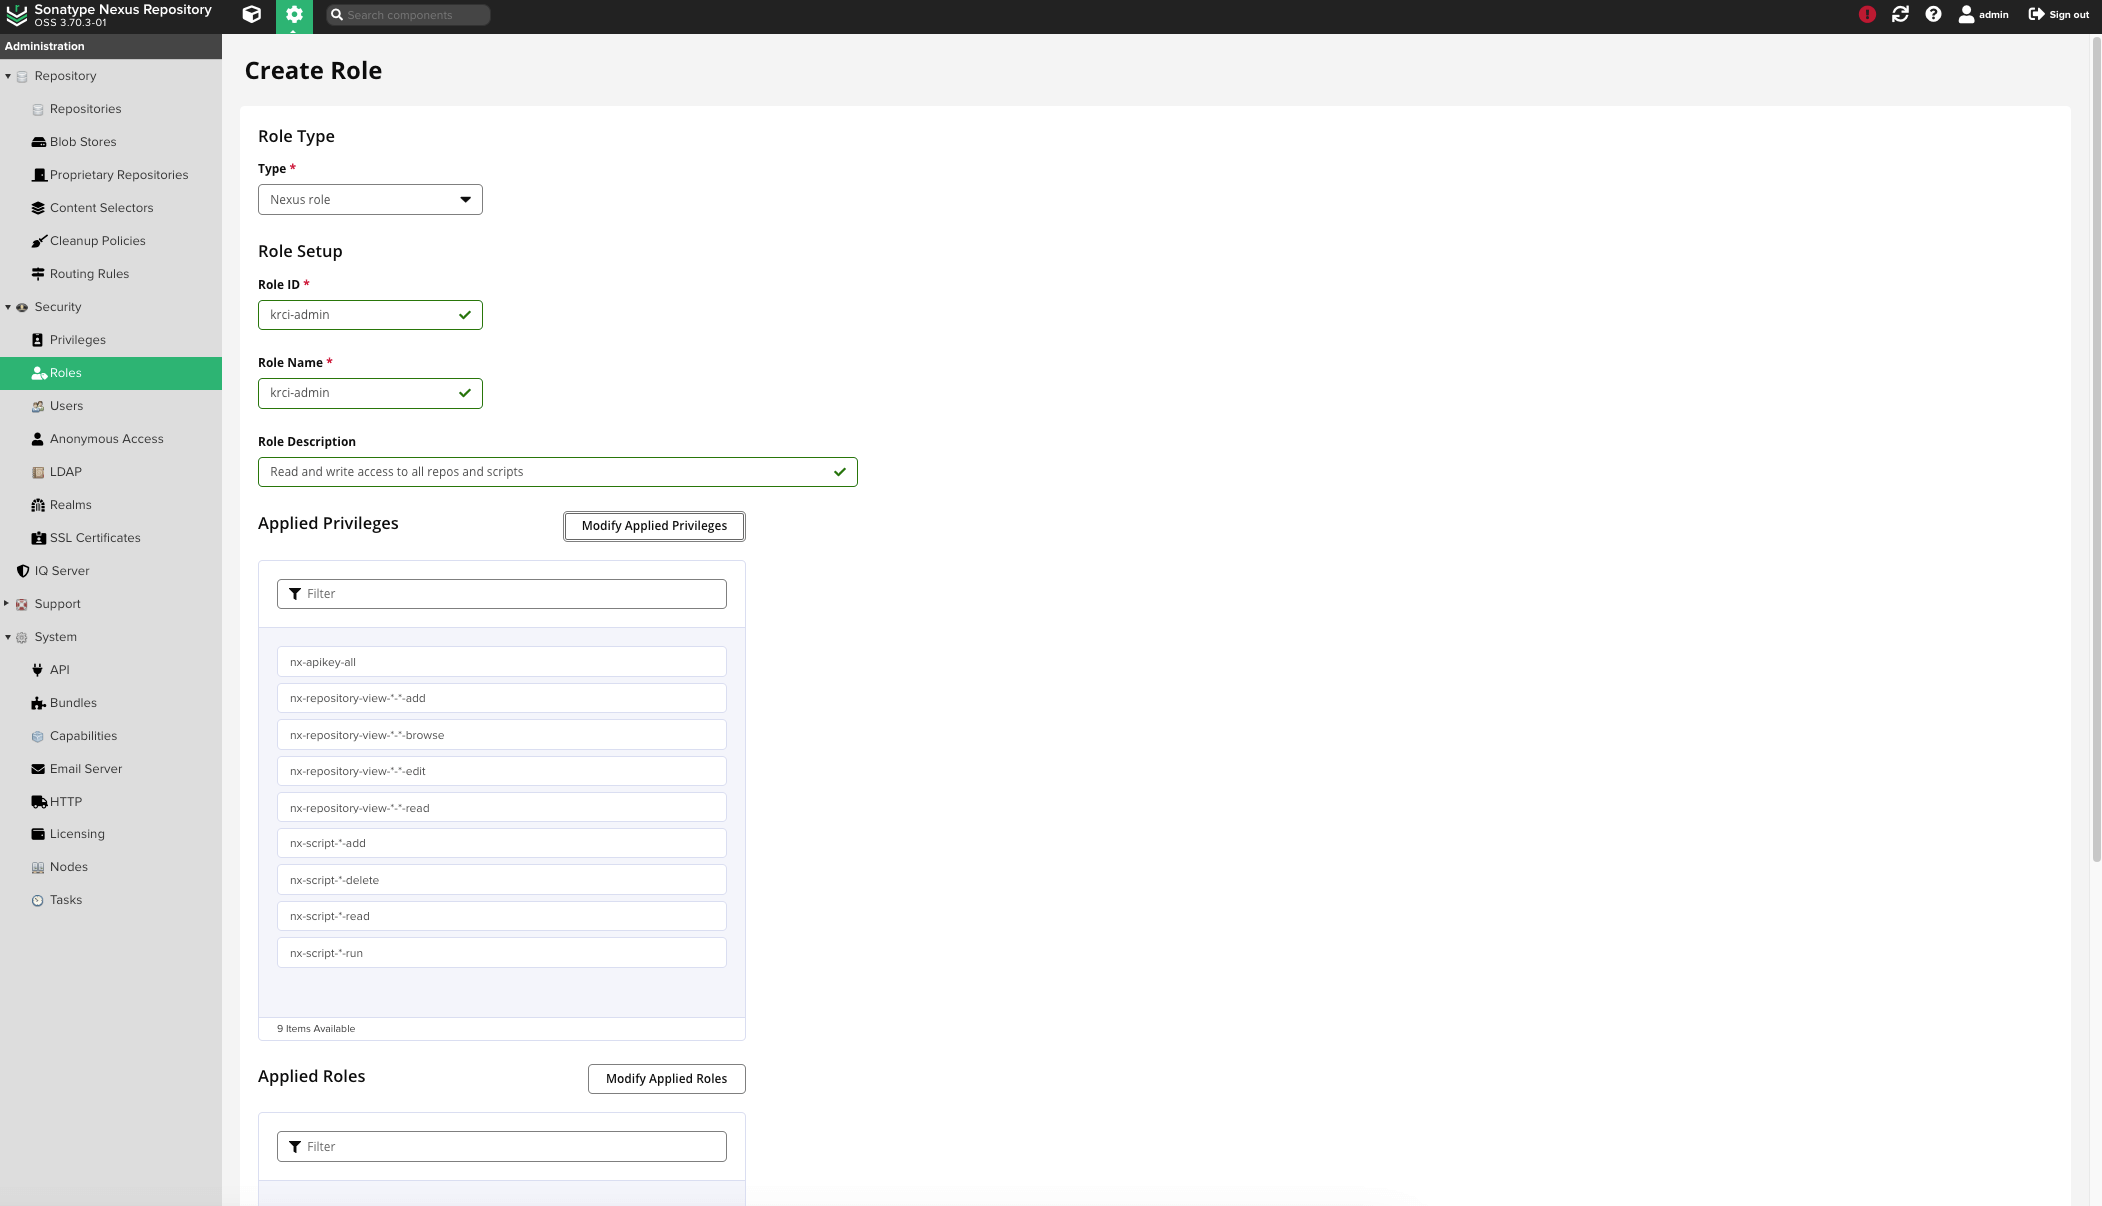 Sonatype Nexus Repository
OSS 3.70.3-01
Search components
admin
Sign out
Administration
Repository
Repositories
Blob Stores
Proprietary Repositories
Content Selectors
Cleanup Policies
Routing Rules
Security
Privileges
Roles
Users
Anonymous Access
LDAP
Realms
SSL Certificates
IQ Server
Support
System
API
Bundles
Capabilities
Email Server
HTTP
Licensing
Nodes
Tasks
Create Role
Role Type
Type *
Nexus role
Role Setup
Role ID *
krci-admin
Role Name *
krci-admin
Role Description
Read and write access to all repos and scripts
Applied Privileges
Modify Applied Privileges
Filter
nx-apikey-all
nx-repository-view-*-*-add
nx-repository-view-*-*-browse
nx-repository-view-*-*-edit
nx-repository-view-*-*-read
nx-script-*-add
nx-script-*-delete
nx-script-*-read
nx-script-*-run
9 Items Available
Applied Roles
Modify Applied Roles
Filter